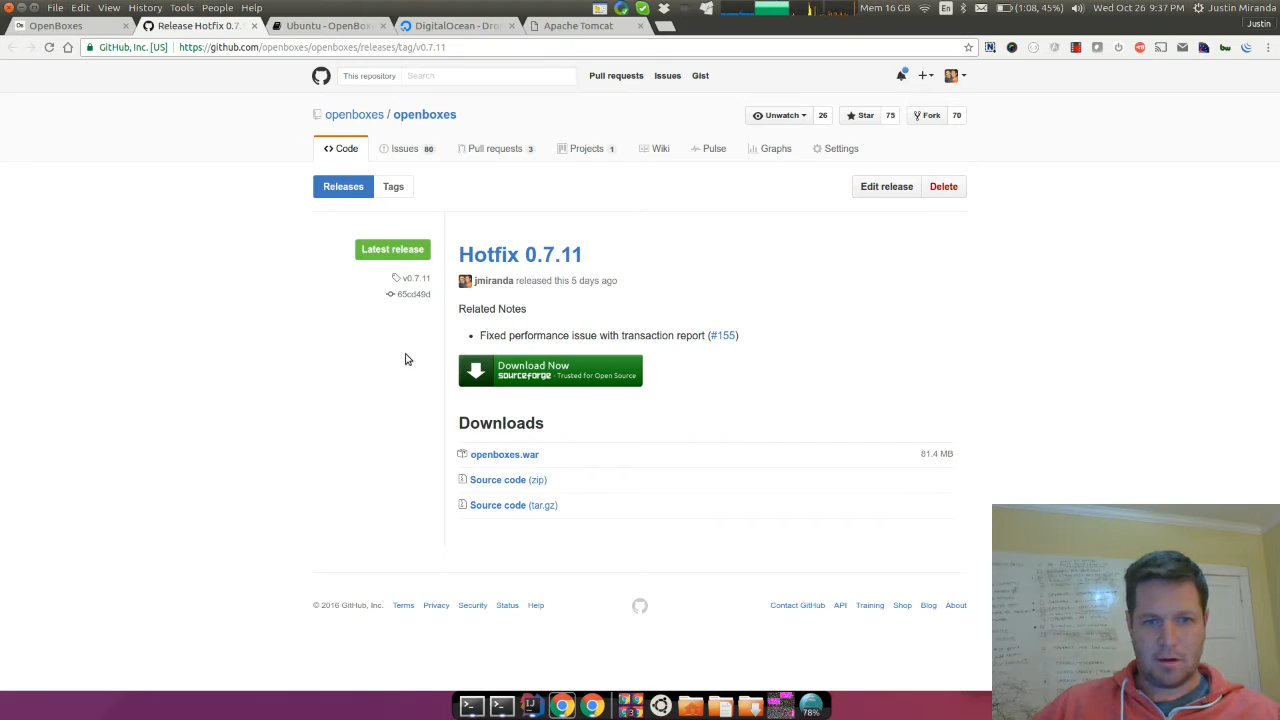 File Edit View History Bookmarks People Window Help
Mem 16 GB
Wed Oct 26 9:37 PM
Justin Miranda
OpenBoxes
Release Hotfix 0.7.1
Ubuntu - OpenBoxes
DigitalOcean - Drop
Apache Tomcat
Justin
GitHub, Inc. [US]
https://github.com/openboxes/openboxes/releases/tag/v0.7.11
This repository
Search
Pull requests
Issues
Gist
openboxes / openboxes
Unwatch 26
Star 75
Fork 70
Code
Issues 80
Pull requests 3
Projects 1
Wiki
Pulse
Graphs
Settings
Releases
Tags
Edit release
Delete
Latest release
v0.7.11
65cd49d
Hotfix 0.7.11
jmiranda released this 5 days ago
Related Notes
Fixed performance issue with transaction report (#155)
Download Now
sourceforge - Trusted for Open Source
Downloads
openboxes.war
81.4 MB
Source code (zip)
Source code (tar.gz)
© 2016 GitHub, Inc. Terms Privacy Security Status Help
Contact GitHub API Training Shop Blog About
78%